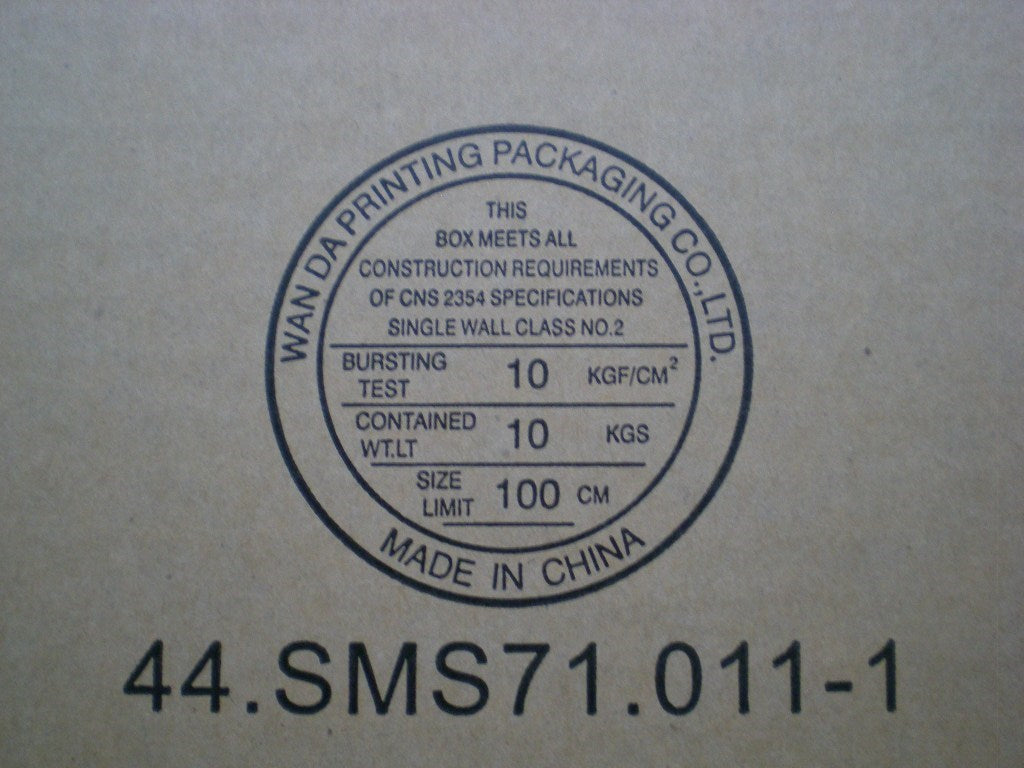 WAN DA PRINTING PACKAGING CO.,LTD.
THIS
BOX MEETS ALL
CONSTRUCTION REQUIREMENTS
OF CNS 2354 SPECIFICATIONS
SINGLE WALL CLASS NO.2
BURSTING TEST 10 KGF/CM²
CONTAINED WT.LT 10 KGS
SIZE LIMIT 100 CM
MADE IN CHINA
44.SMS71.011-1